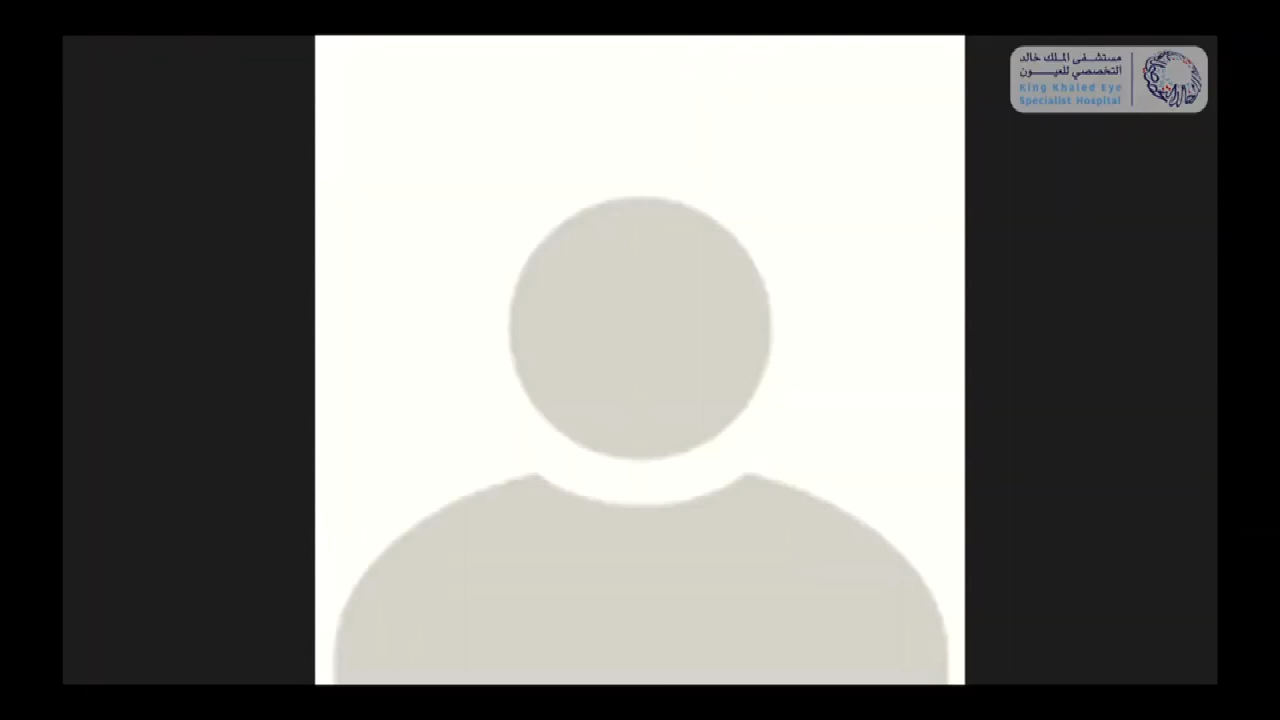 مستشفى الملك خالد
التخصصي للعيون
King Khaled Eye
Specialist Hospital